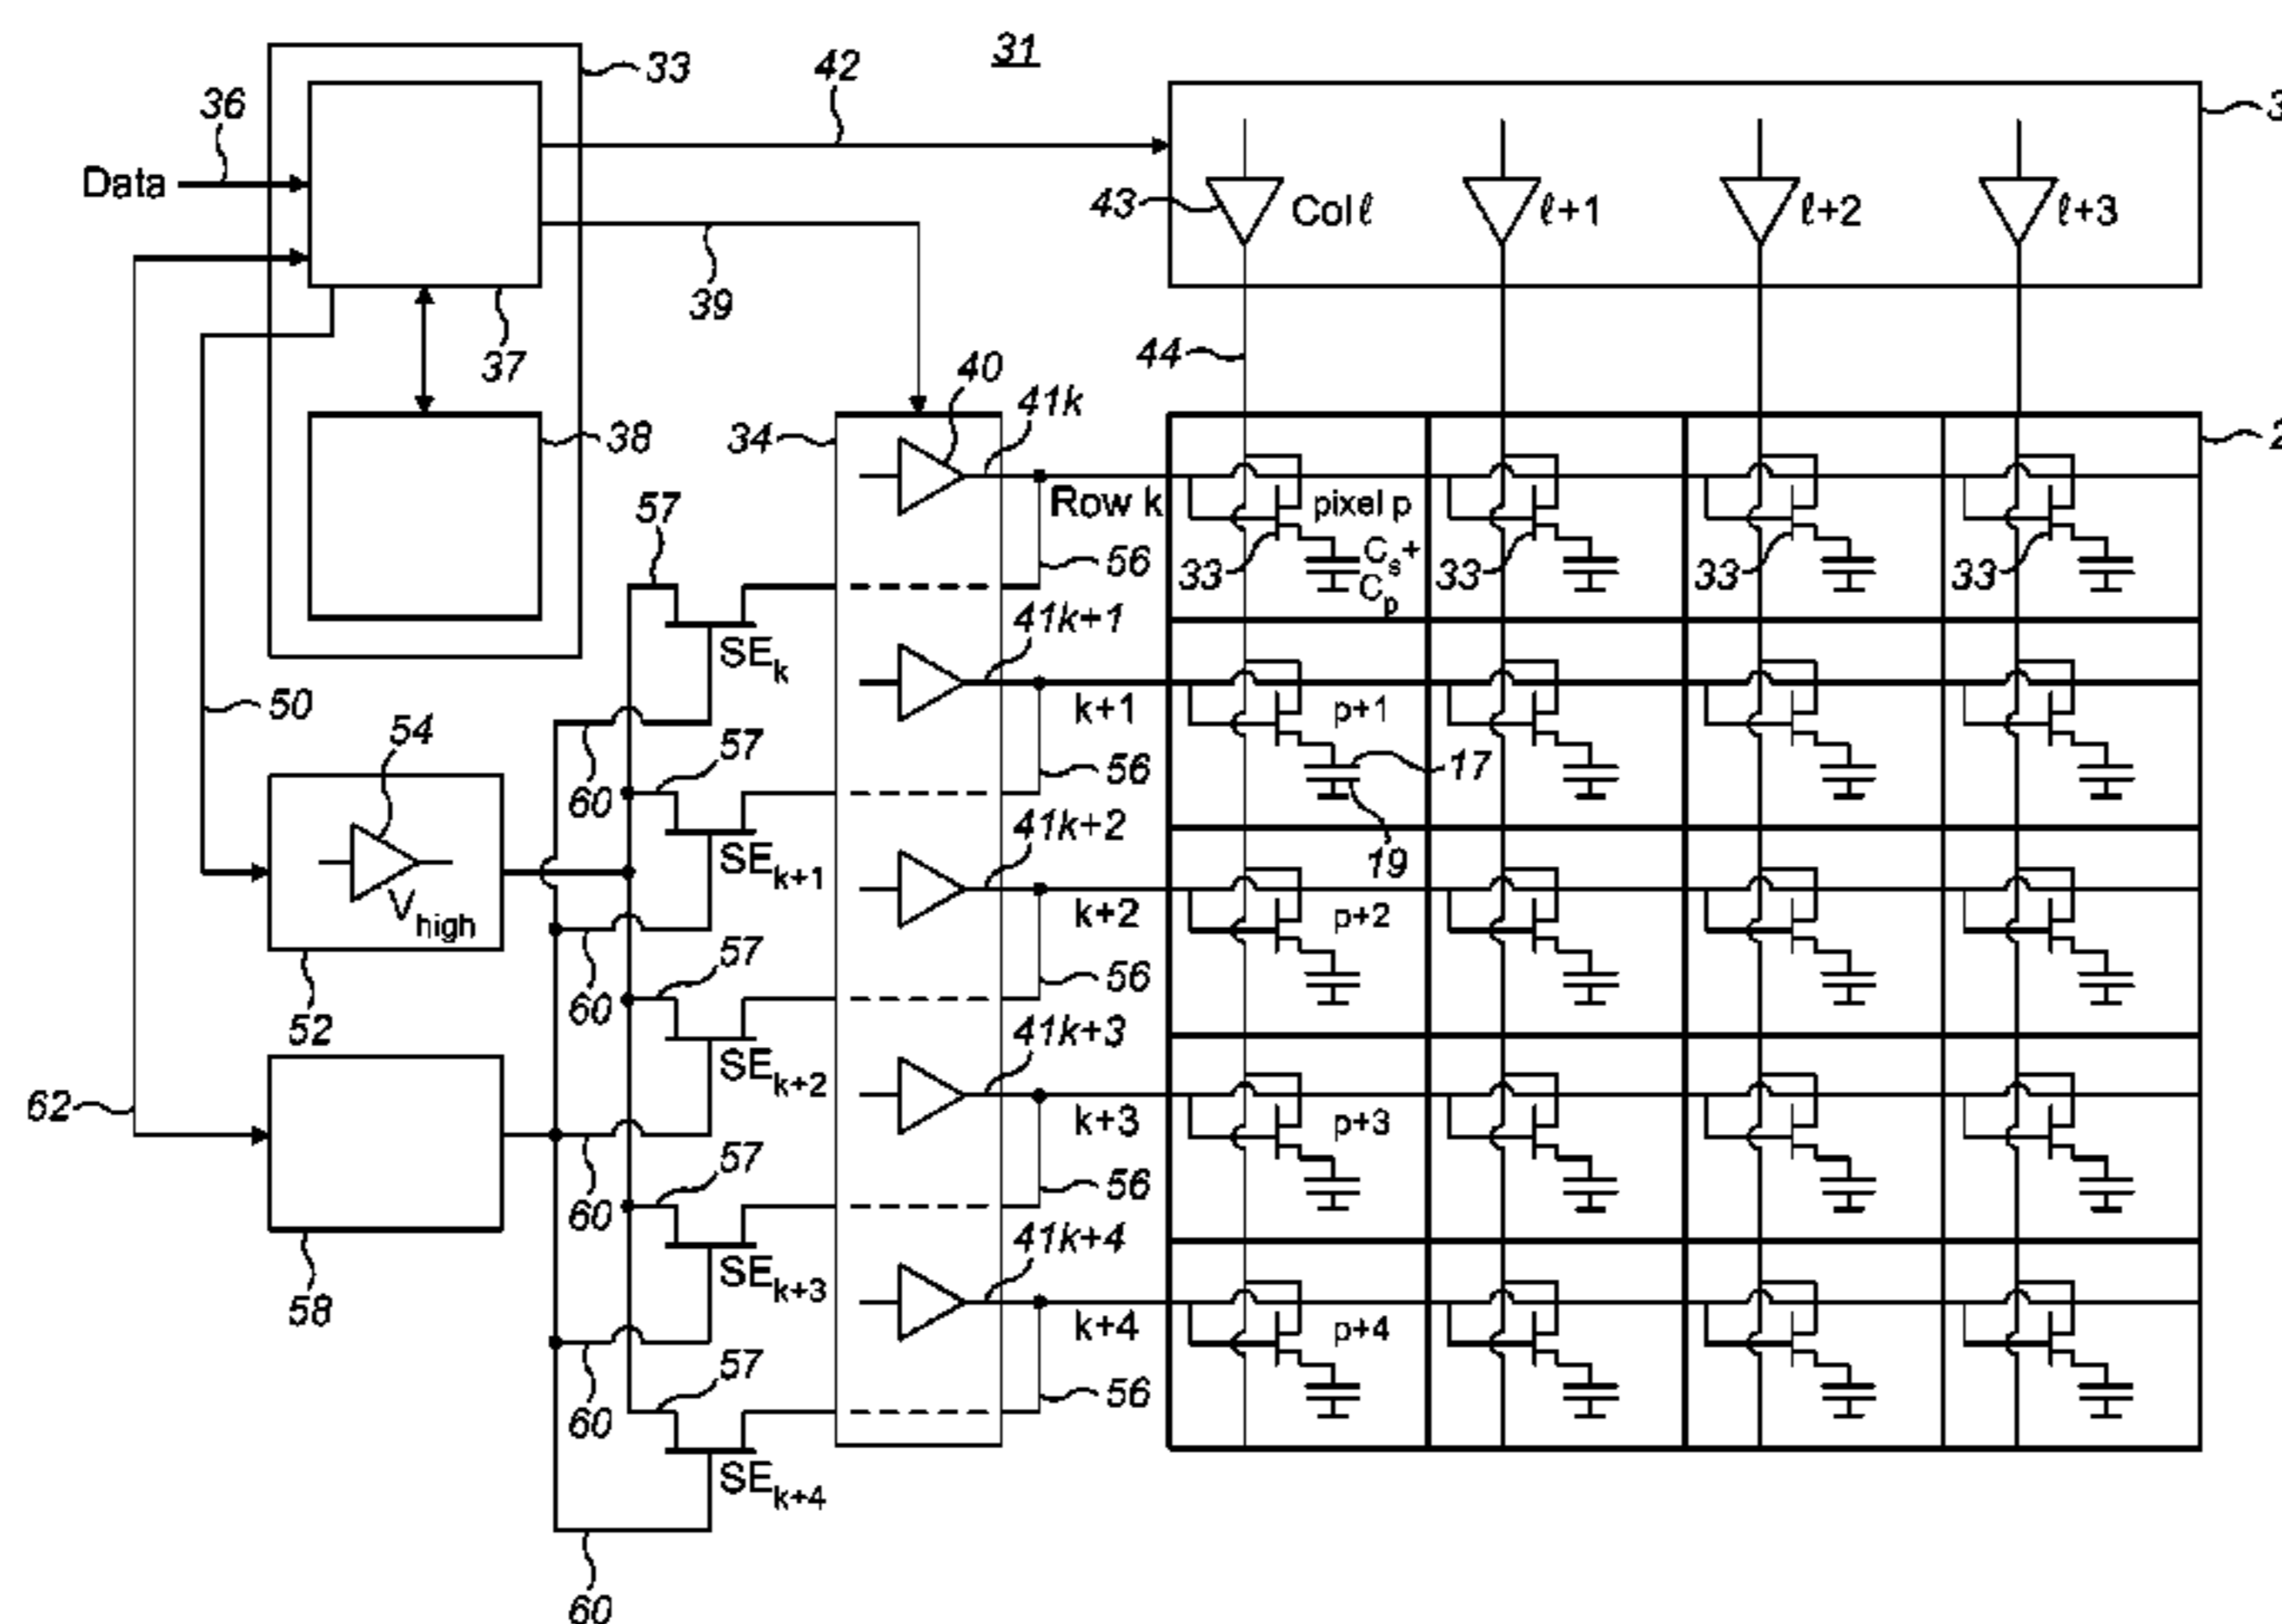 31
33
42
36
Data
43
Col ℓ
ℓ+1
ℓ+2
ℓ+3
39
37
44
40
41k
38
34
57
Row k
pixel p
33
33
33
33
Cs+
Cp
56
SEk
41k+1
50
54
57
k+1
p+1
56
17
60
41k+2
19
SEk+1
Vhigh
k+2
p+2
57
56
60
52
41k+3
SEk+2
62
k+3
p+3
57
56
60
41k+4
SEk+3
58
k+4
p+4
57
56
60
SEk+4
60